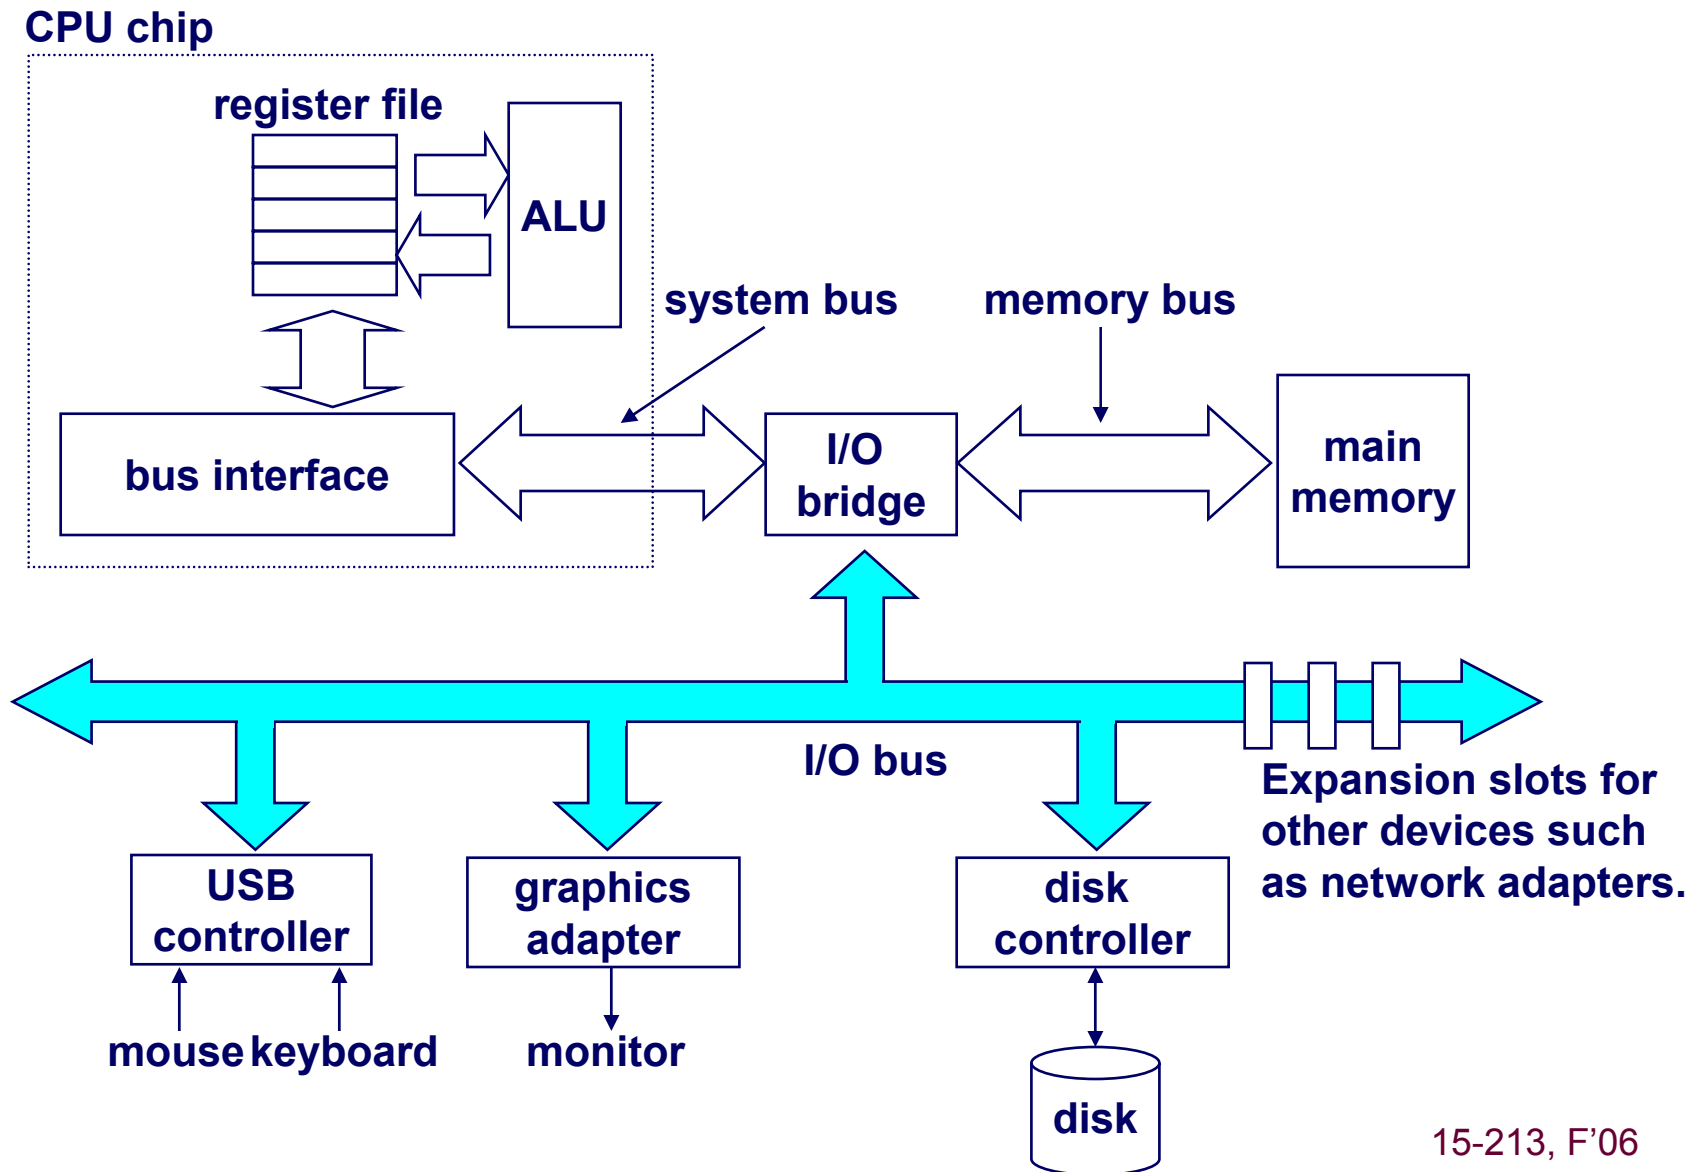 CPU chip
register file
ALU
system bus
memory bus
bus interface
I/O
bridge
main
memory
I/O bus
Expansion slots for
other devices such
as network adapters.
USB
controller
graphics
adapter
disk
controller
mouse
keyboard
monitor
disk
15-213, F’06